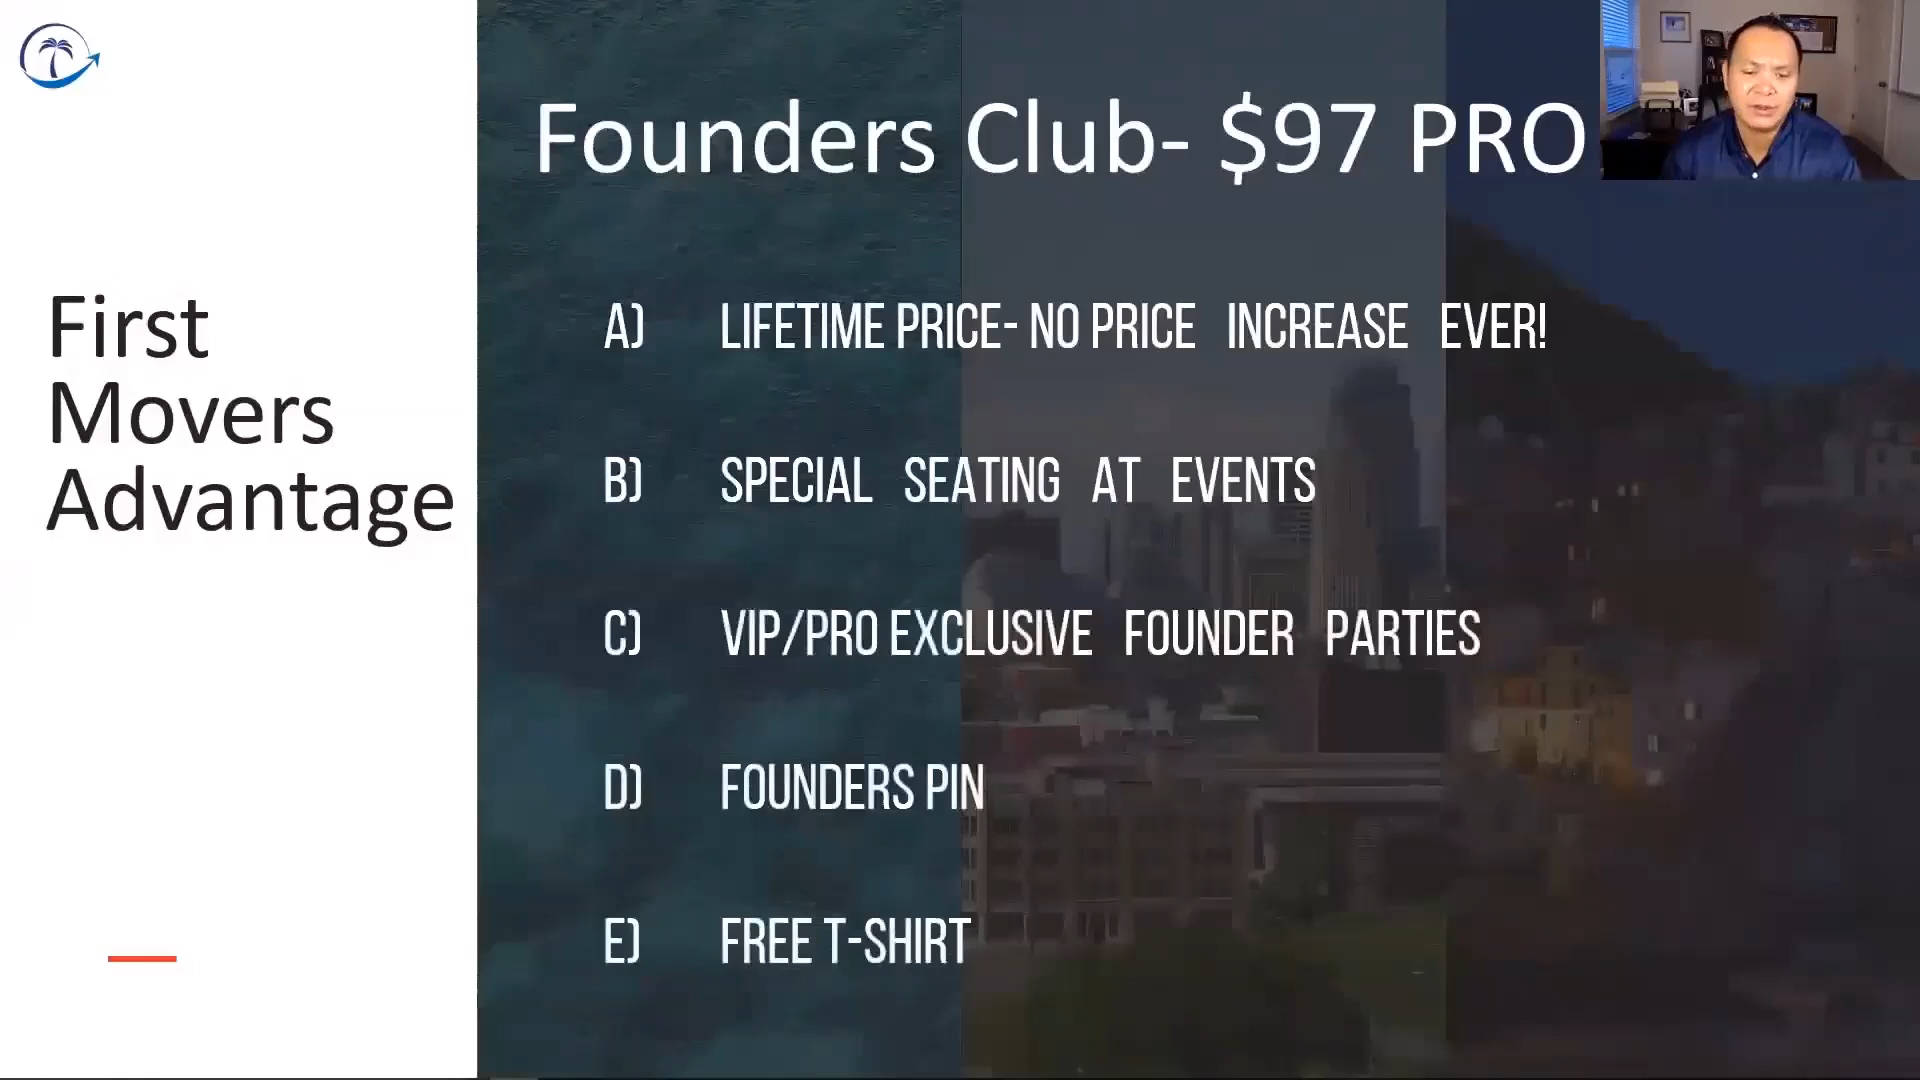 First
Movers
Advantage
Founders Club- $97 PRO
A) LIFETIME PRICE- NO PRICE INCREASE EVER!
B) SPECIAL SEATING AT EVENTS
C) VIP/PRO EXCLUSIVE FOUNDER PARTIES
D) FOUNDERS PIN
E) FREE T-SHIRT